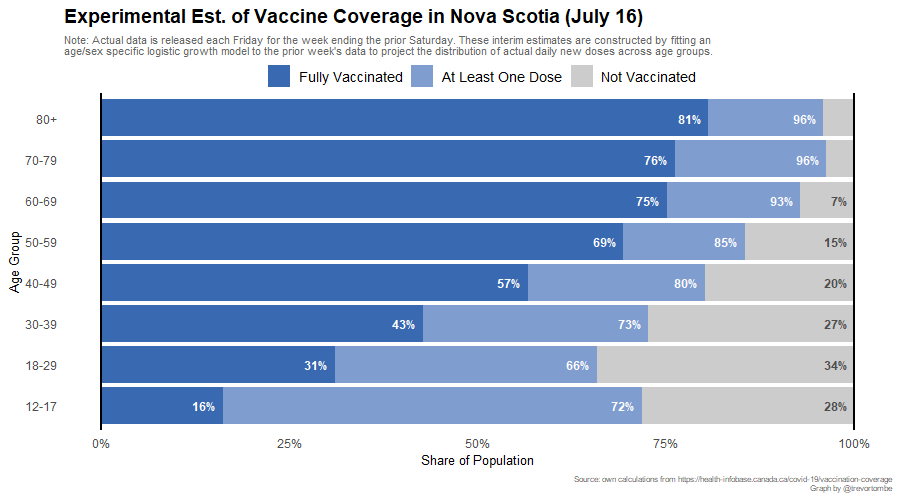 Experimental Est. of Vaccine Coverage in Nova Scotia (July 16)
Note: Actual data is released each Friday for the week ending the prior Saturday. These interim estimates are constructed by fitting an
age/sex specific logistic growth model to the prior week's data to project the distribution of actual daily new doses across age groups.
Fully Vaccinated At Least One Dose Not Vaccinated
80+ 81% 96%
70-79 76% 96%
60-69 75% 93% 7%
50-59 69% 85% 15%
Age Group
40-49 57% 80% 20%
30-39 43% 73% 27%
18-29 31% 66% 34%
12-17 16% 72% 28%
0% 25% 50% 75% 100%
Share of Population
Source: own calculations from https://health-infobase.canada.ca/covid-19/vaccination-coverage
Graph by @trevortombe